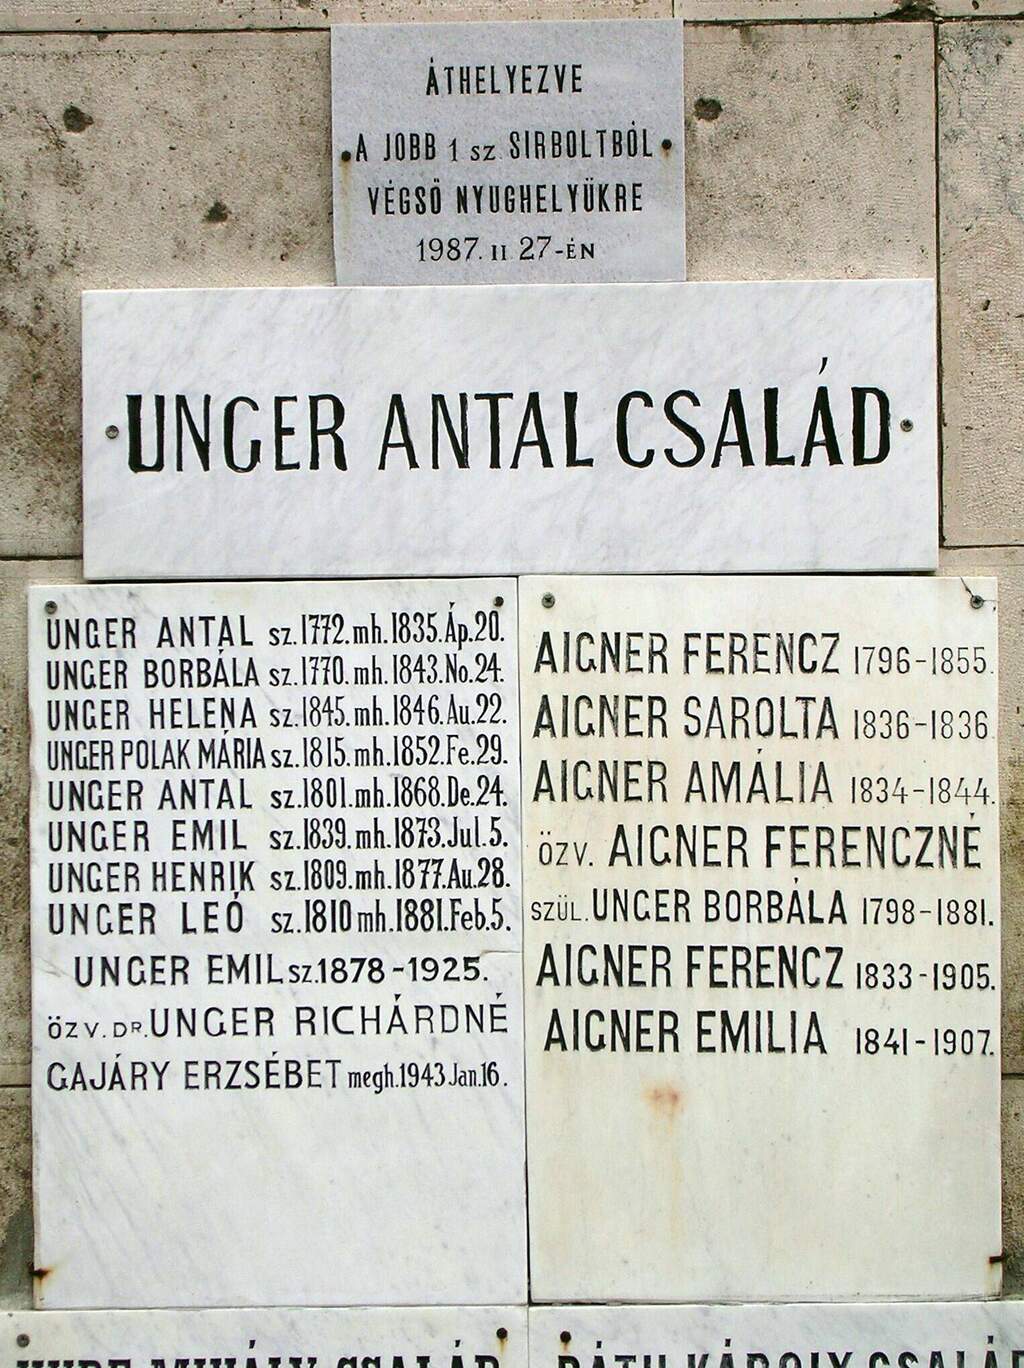 ÁTHELYEZVE
A JOBB 1 sz SIRBOLTBÓL
VÉGSŐ NYUGHELYÜKRE
1987. II 27-ÉN
UNGER ANTAL CSALÁD
UNGER ANTAL sz.1772.mh.1835.Áp.20.
UNGER BORBÁLA sz.1770.mh.1843.No.24.
UNGER HELENA sz.1845.mh.1846.Au.22.
UNGER POLAK MÁRIA sz.1815.mh.1852.Fe.29.
UNGER ANTAL sz.1801.mh.1868.De.24.
UNGER EMIL sz.1839.mh.1873.Jul.5.
UNGER HENRIK sz.1809.mh.1877.Au.28.
UNGER LEÓ sz.1810 mh.1881.Feb.5.
UNGER EMIL sz.1878-1925.
ÖZV. DR. UNGER RICHÁRDNÉ
GAJÁRY ERZSÉBET megh.1943 Jan.16.
AIGNER FERENCZ 1796-1855.
AIGNER SAROLTA 1836-1836
AIGNER AMÁLIA 1834-1844.
ÖZV. AIGNER FERENCZNÉ
SZÜL. UNGER BORBÁLA 1798-1881.
AIGNER FERENCZ 1833-1905.
AIGNER EMILIA 1841-1907.
MIHÁLY CSALÁD
RÁTH KÁROLY CSALÁD